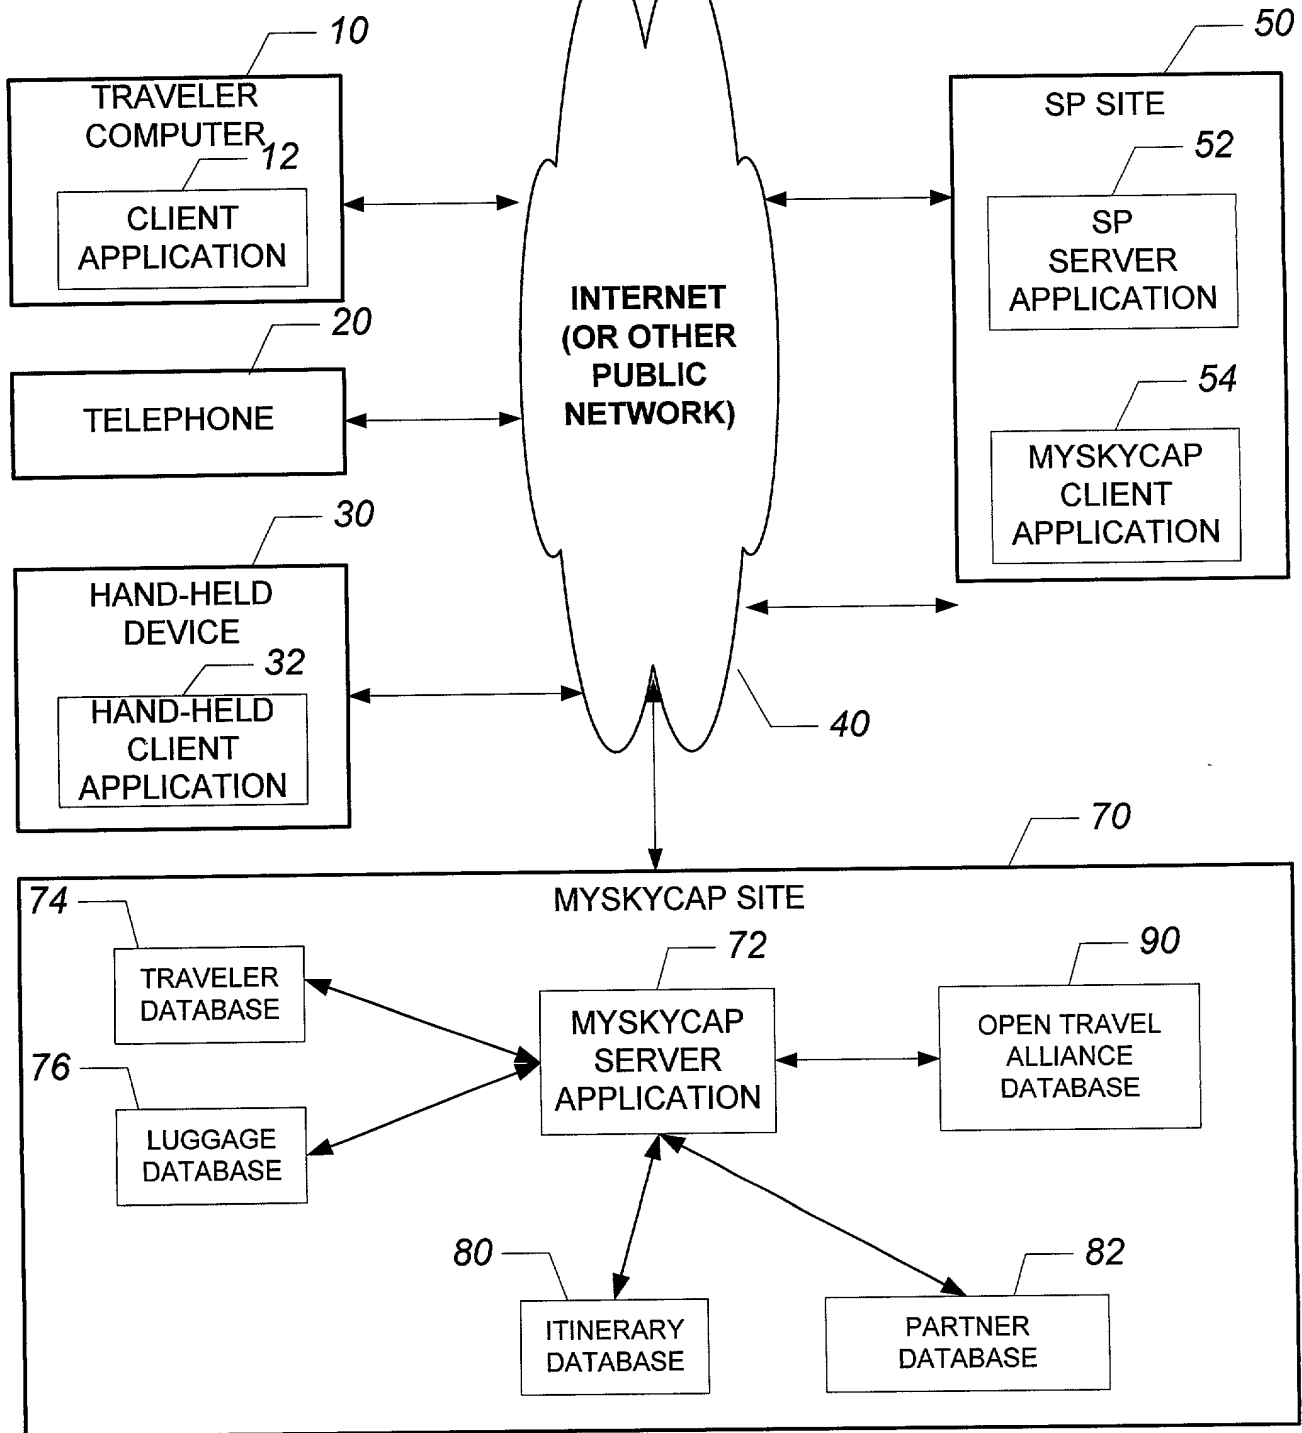 10
TRAVELER
COMPUTER
12
CLIENT
APPLICATION
20
TELEPHONE
30
HAND-HELD
DEVICE
32
HAND-HELD
CLIENT
APPLICATION
INTERNET
(OR OTHER
PUBLIC
NETWORK)
40
50
SP SITE
52
SP
SERVER
APPLICATION
54
MYSKYCAP
CLIENT
APPLICATION
70
MYSKYCAP SITE
74
TRAVELER
DATABASE
76
LUGGAGE
DATABASE
72
MYSKYCAP
SERVER
APPLICATION
90
OPEN TRAVEL
ALLIANCE
DATABASE
80
ITINERARY
DATABASE
82
PARTNER
DATABASE